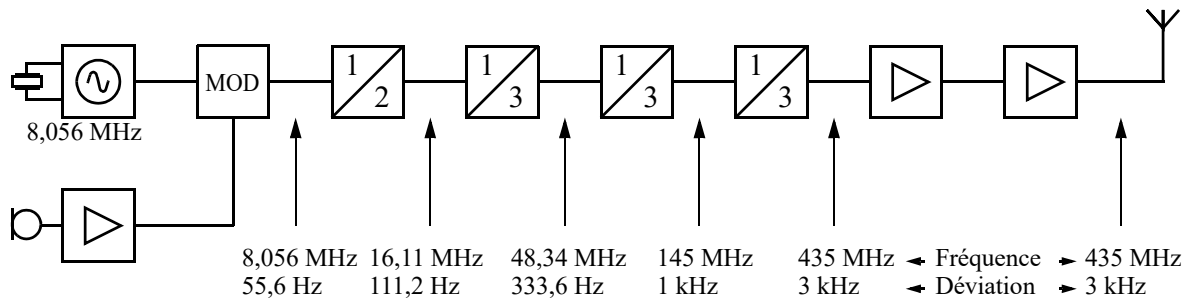 MOD
1
2
1
3
1
3
1
3
8,056 MHz
8,056 MHz 16,11 MHz 48,34 MHz 145 MHz 435 MHz Fréquence 435 MHz
55,6 Hz 111,2 Hz 333,6 Hz 1 kHz 3 kHz Déviation 3 kHz